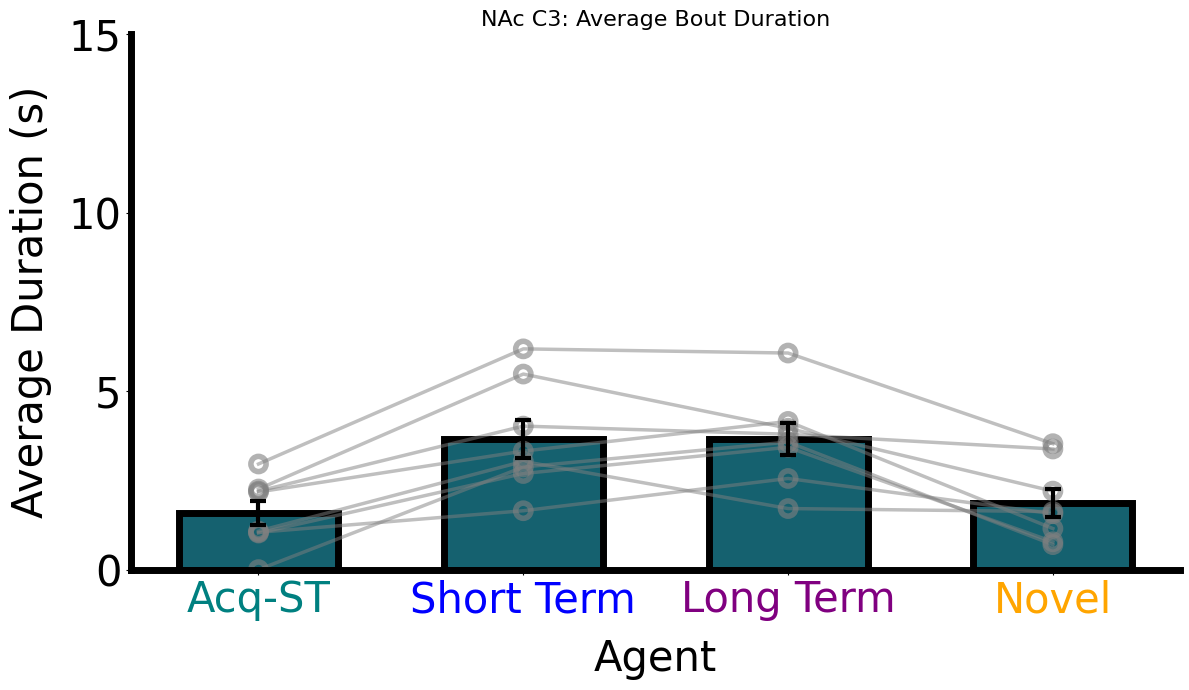 NAc C3: Average Bout Duration
Average Duration (s)
15
10
5
0
Acq-ST Short Term Long Term Novel
Agent